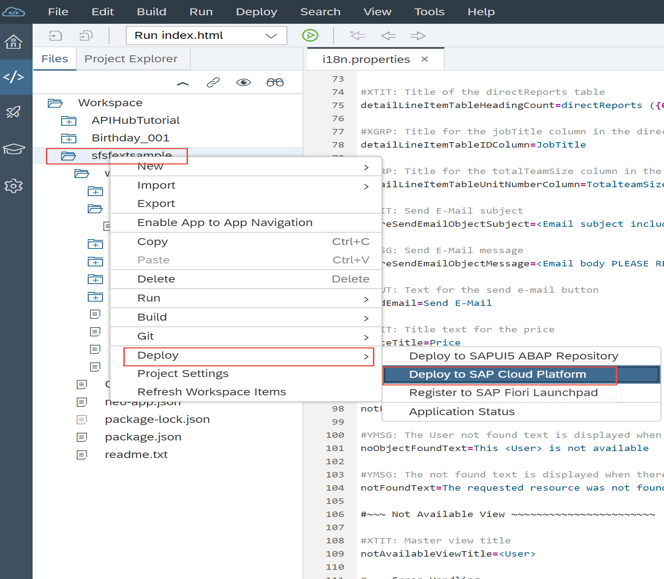 File Edit Build Run Deploy Search View Tools Help
Run index.html
Files Project Explorer
i18n.properties ×
Workspace
APIHubTutorial
Birthday_001
sfsfextsample
New >
Import >
Export
Enable App to App Navigation
Copy Ctrl+C
Paste Ctrl+V
Delete Delete
Run >
Build >
Git >
Deploy >
Project Settings
Refresh Workspace Items
Deploy to SAPUI5 ABAP Repository
Deploy to SAP Cloud Platform
Register to SAP Fiori Launchpad
Application Status
neo-app.json
package-lock.json
package.json
readme.txt
73
74 #XTIT: Title of the directReports table
75 detailLineItemTableHeadingCount=directReports ({0
76
77 #XGRP: Title for the jobTitle column in the direc
78 detailLineItemTableIDColumn=JobTitle
RP: Title for the totalTeamSize column in the
ailLineItemTableUnitNumberColumn=TotalteamSize
IT: Send E-Mail subject
reSendEmailObjectSubject=<Email subject inclu
SG: Send E-Mail message
reSendEmailObjectMessage=<Email body PLEASE RE
UT: Text for the send e-mail button
dEmail=Send E-Mail
IT: Title text for the price
ceTitle=Price
98
99
100 #YMSG: The User not found text is displayed when
101 noObjectFoundText=This <User> is not available
102
103 #YMSG: The not found text is displayed when there
104 notFoundText=The requested resource was not found
105
106 #~~~ Not Available View ~~~~~~~~~~~~~~~~~~~~~~~~
107
108 #XTIT: Master view title
109 notAvailableViewTitle=<User>
110